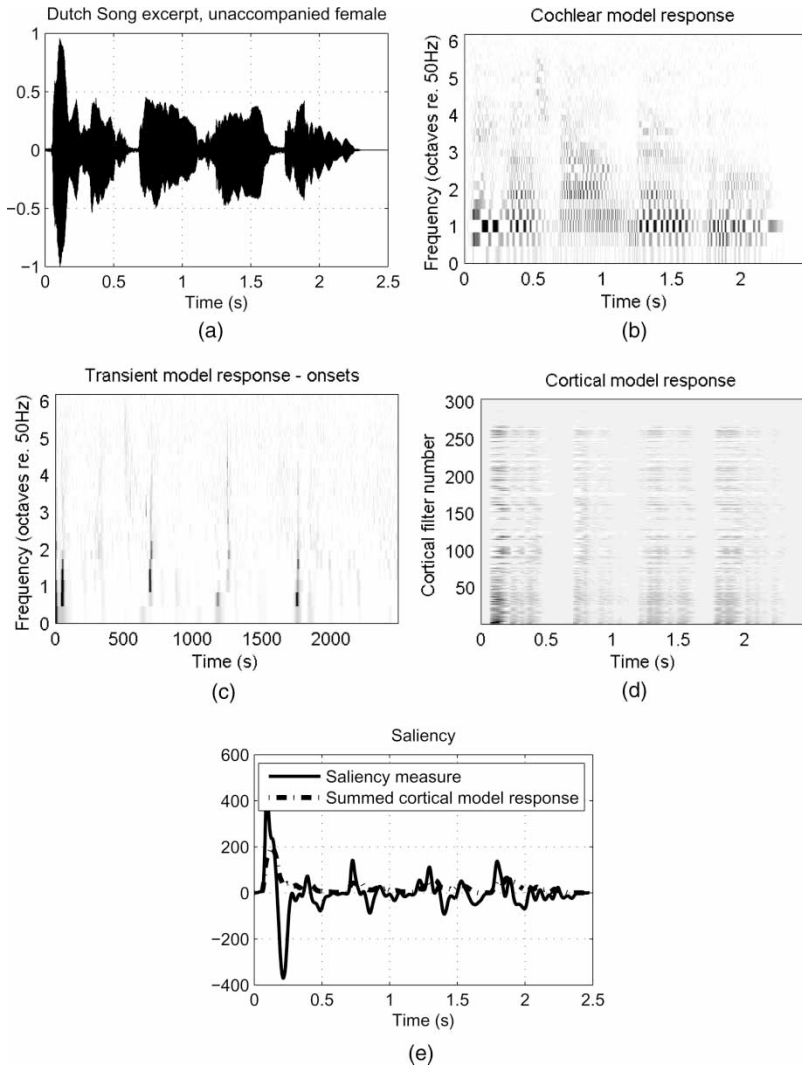 Dutch Song excerpt, unaccompanied female
1
0.5
0
−0.5
−1
0 0.5 1 1.5 2 2.5
Time (s)
(a)
Cochlear model response
Frequency (octaves re. 50Hz)
6
5
4
3
2
1
0
0 0.5 1 1.5 2
Time (s)
(b)
Transient model response - onsets
Frequency (octaves re. 50Hz)
6
5
4
3
2
1
0
0 500 1000 1500 2000
Time (s)
(c)
Cortical model response
Cortical filter number
300
250
200
150
100
50
0 0.5 1 1.5 2
Time (s)
(d)
Saliency
600
400
200
0
−200
−400
Saliency measure
Summed cortical model response
0 0.5 1 1.5 2 2.5
Time (s)
(e)